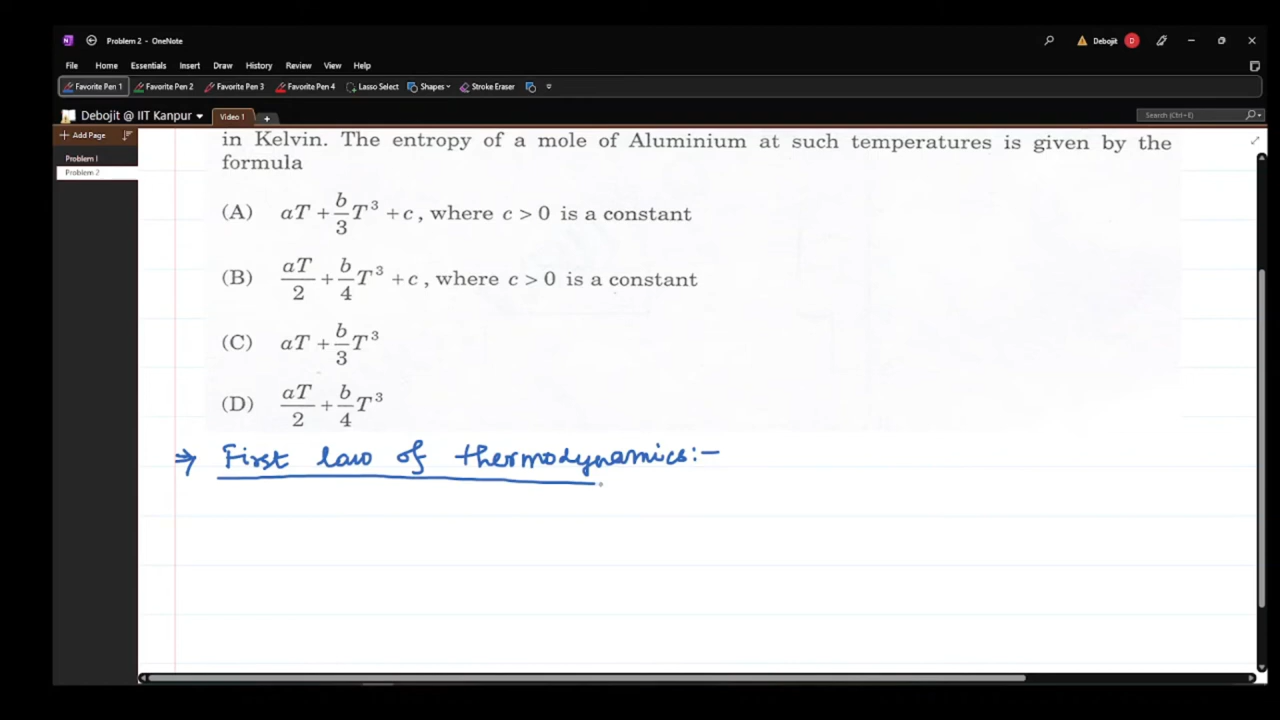 Problem 2 - OneNote
Debojit D
File Home Essentials Insert Draw History Review View Help
Favorite Pen 1 Favorite Pen 2 Favorite Pen 3 Favorite Pen 4 Lasso Select Shapes Stroke Eraser
Debojit @ IIT Kanpur Video 1 + Search (Ctrl+E)
+ Add Page
Problem I
Problem 2
in Kelvin. The entropy of a mole of Aluminium at such temperatures is given by the
formula
(A) aT + b/3 T³ + c, where c > 0 is a constant
(B) aT/2 + b/4 T³ + c, where c > 0 is a constant
(C) aT + b/3 T³
(D) aT/2 + b/4 T³
⇒ First law of thermodynamics:-